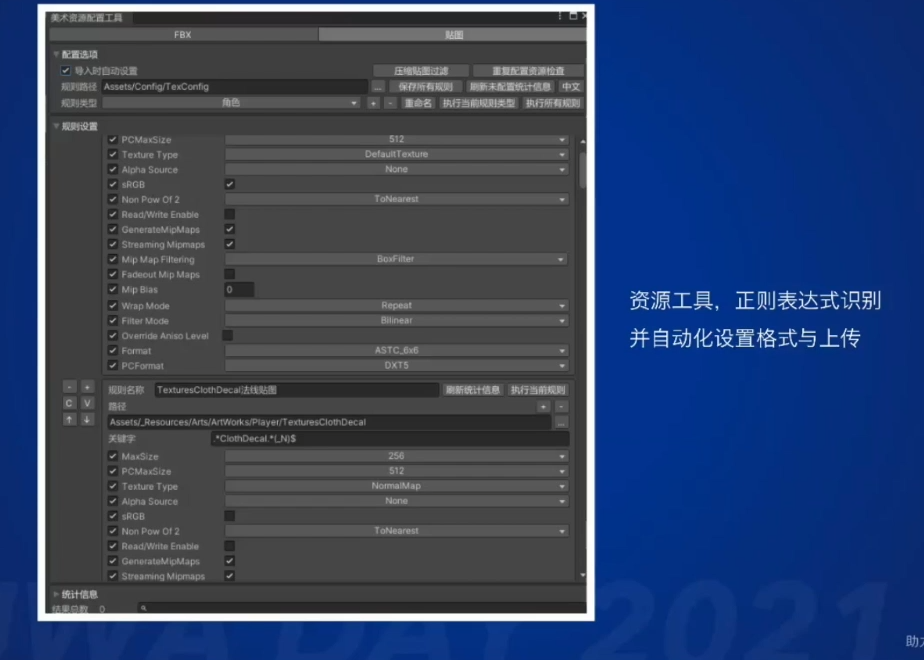 美术资源配置工具
FBX 贴图
配置选项
导入时自动设置 压缩贴图过滤 重复配置资源检查
规则路径 Assets/Config/TexConfig ... 保存所有规则 刷新未配置统计信息 中文
规则类型 角色 + - 重命名 执行当前规则类型 执行所有规则
规则设置
PCMaxSize 512
Texture Type DefaultTexture
Alpha Source None
sRGB
Non Pow Of 2 ToNearest
Read/Write Enable
GenerateMipMaps
Streaming Mipmaps
Mip Map Filtering BoxFilter
Fadeout Mip Maps
Mip Bias 0
Wrap Mode Repeat
Filter Mode Bilinear
Override Aniso Level
Format ASTC_6x6
PCFormat DXT5
- + 规则名称 TexturesClothDecal法线贴图 刷新统计信息 执行当前规则
C V 路径 + -
↑ ↓ Assets/_Resources/Arts/ArtWorks/Player/TexturesClothDecal ...
关键字 .*ClothDecal.*(_N)$
MaxSize 256
PCMaxSize 512
Texture Type NormalMap
Alpha Source None
sRGB
Non Pow Of 2 ToNearest
Read/Write Enable
GenerateMipMaps
Streaming Mipmaps
统计信息
结果总数 0
资源工具，正则表达式识别
并自动化设置格式与上传
UWA DAY 2021
助力